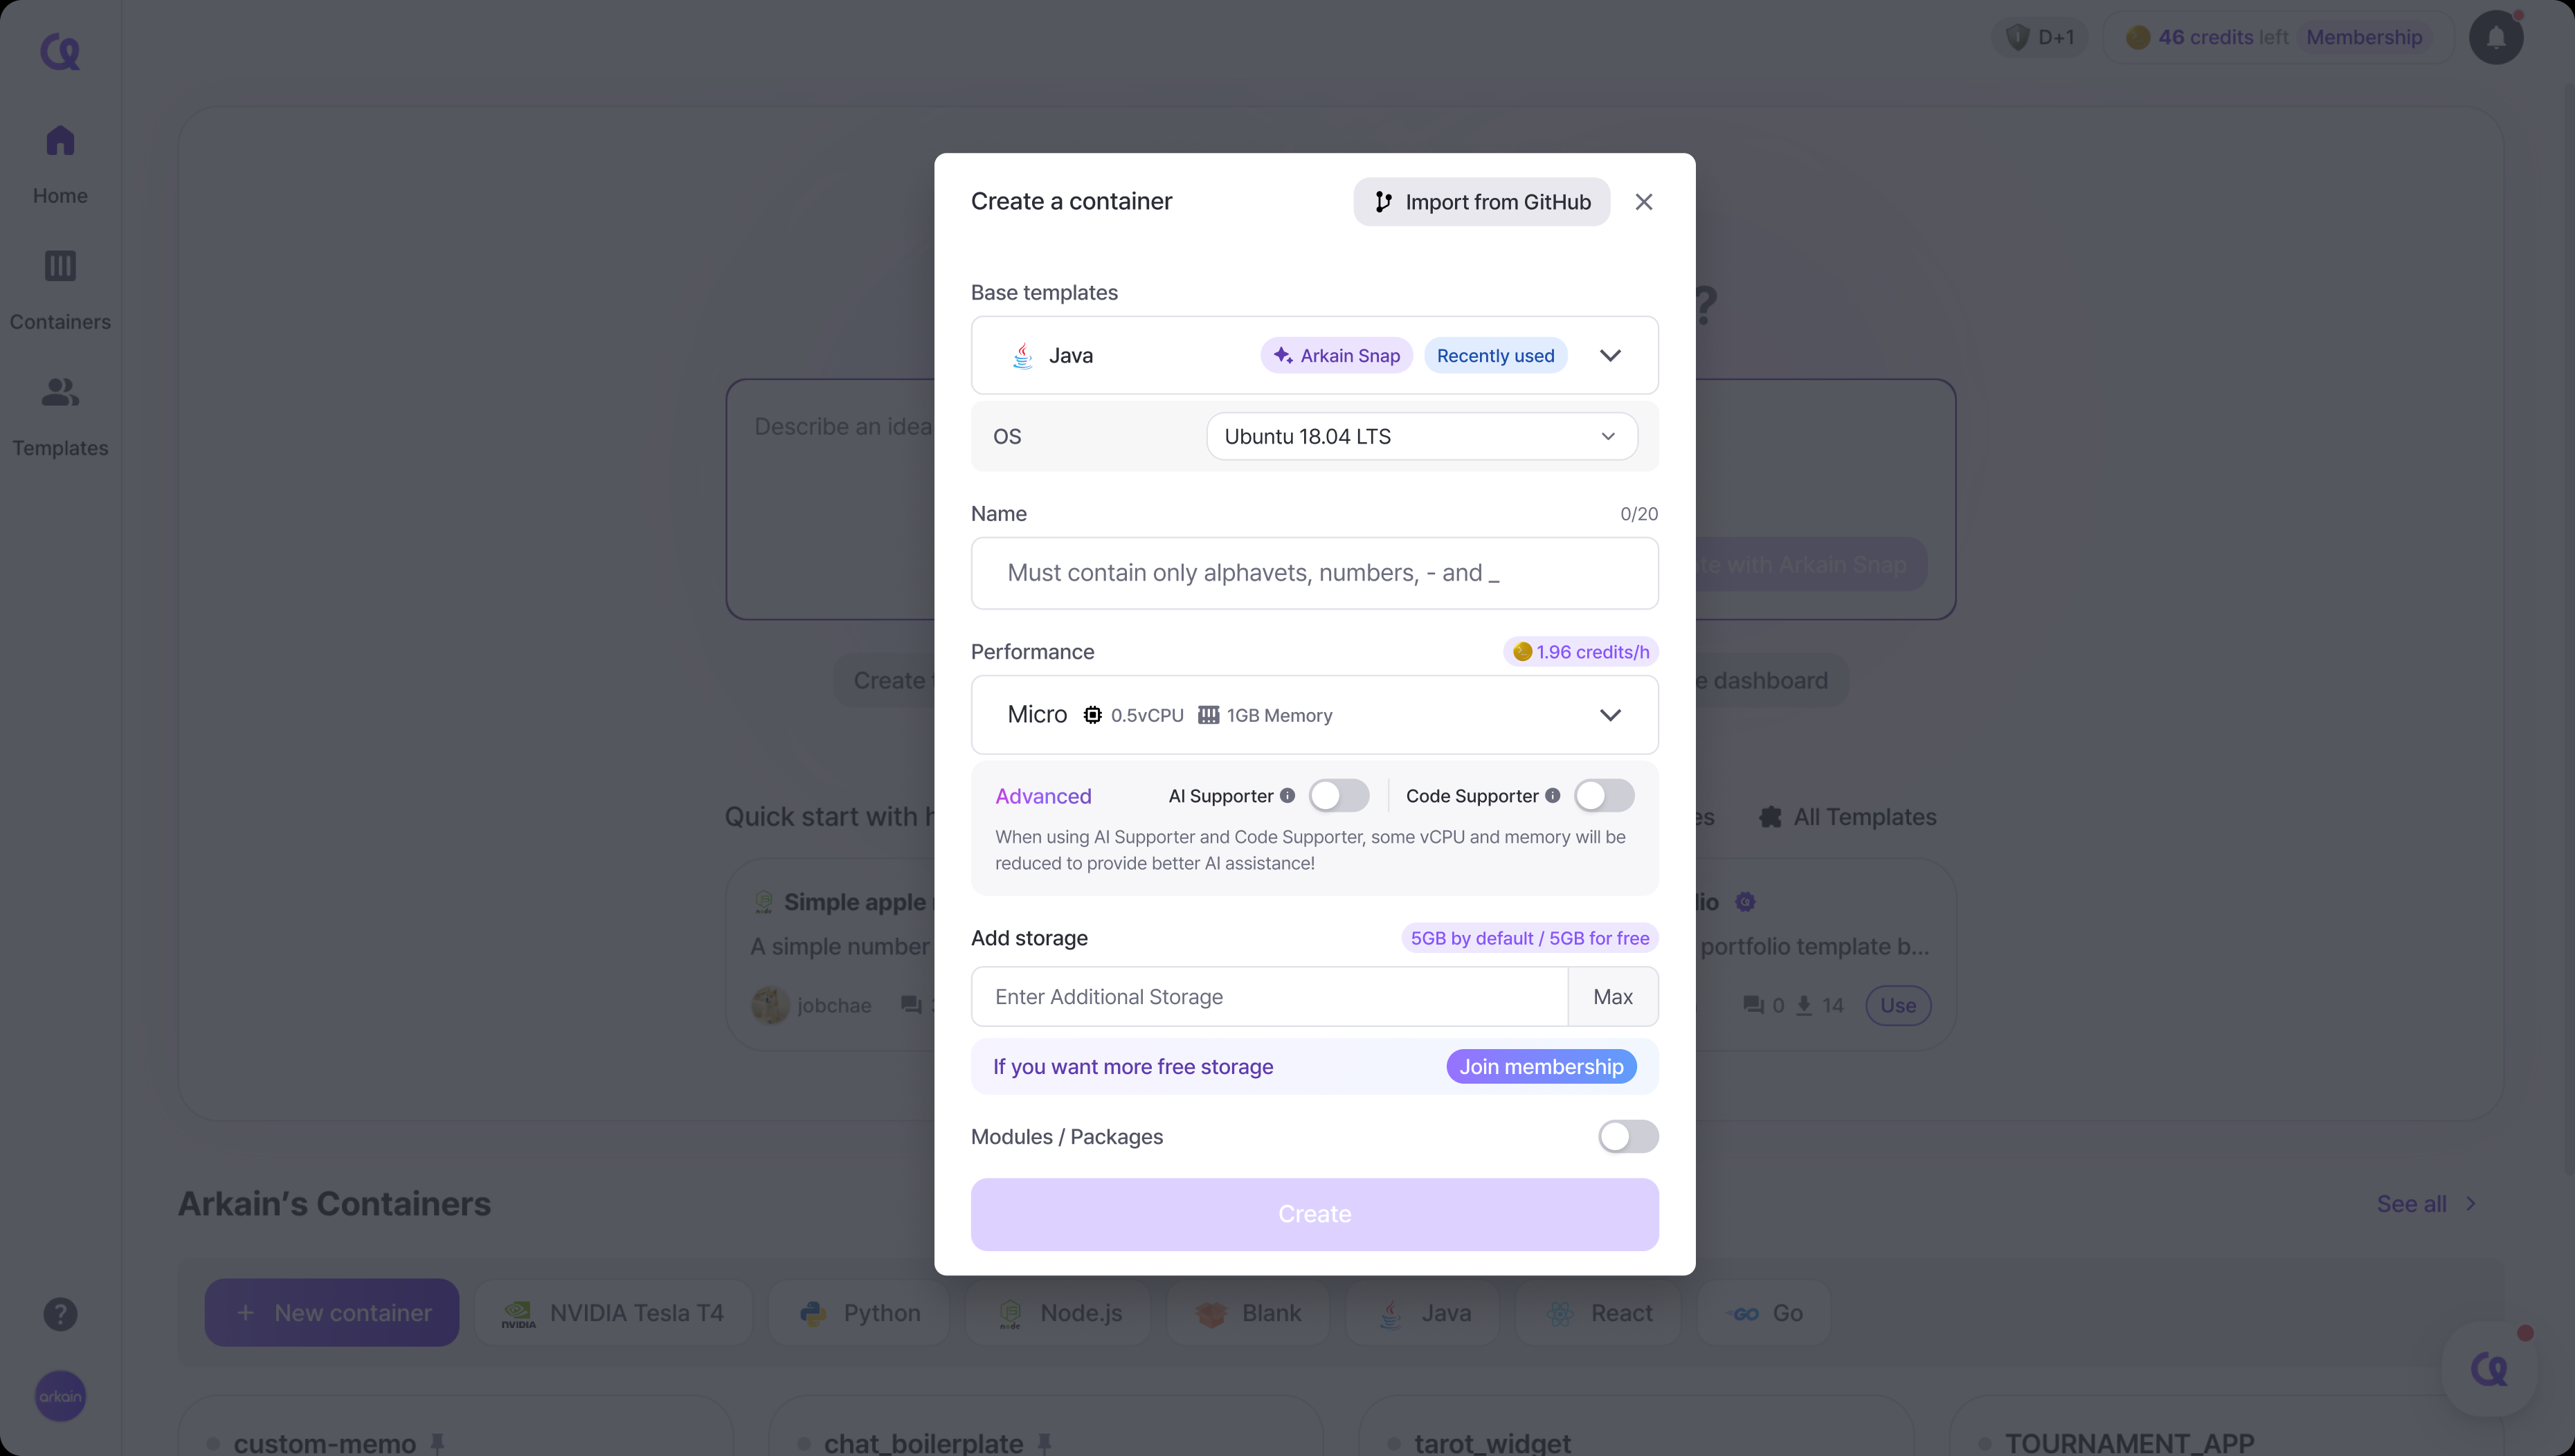 D+1
46 credits left Membership
Home
Containers
Templates
Create a container
Import from GitHub
Base templates
Java
Arkain Snap
Recently used
OS
Ubuntu 18.04 LTS
Name
0/20
Must contain only alphavets, numbers, - and _
Performance
1.96 credits/h
Micro 0.5vCPU 1GB Memory
Advanced
AI Supporter
Code Supporter
When using AI Supporter and Code Supporter, some vCPU and memory will be
reduced to provide better AI assistance!
Add storage
5GB by default / 5GB for free
Enter Additional Storage
Max
If you want more free storage
Join membership
Modules / Packages
Create
?
Describe an idea
with Arkain Snap
Create
dashboard
Quick start with
All Templates
node
Simple apple
A simple number
jobchae
portfolio template b...
0
14
Use
Arkain’s Containers
See all
+ New container
NVIDIA
NVIDIA Tesla T4
Python
node
Node.js
Blank
Java
React
GO
Go
?
arkain
custom-memo
chat_boilerplate
tarot_widget
TOURNAMENT_APP